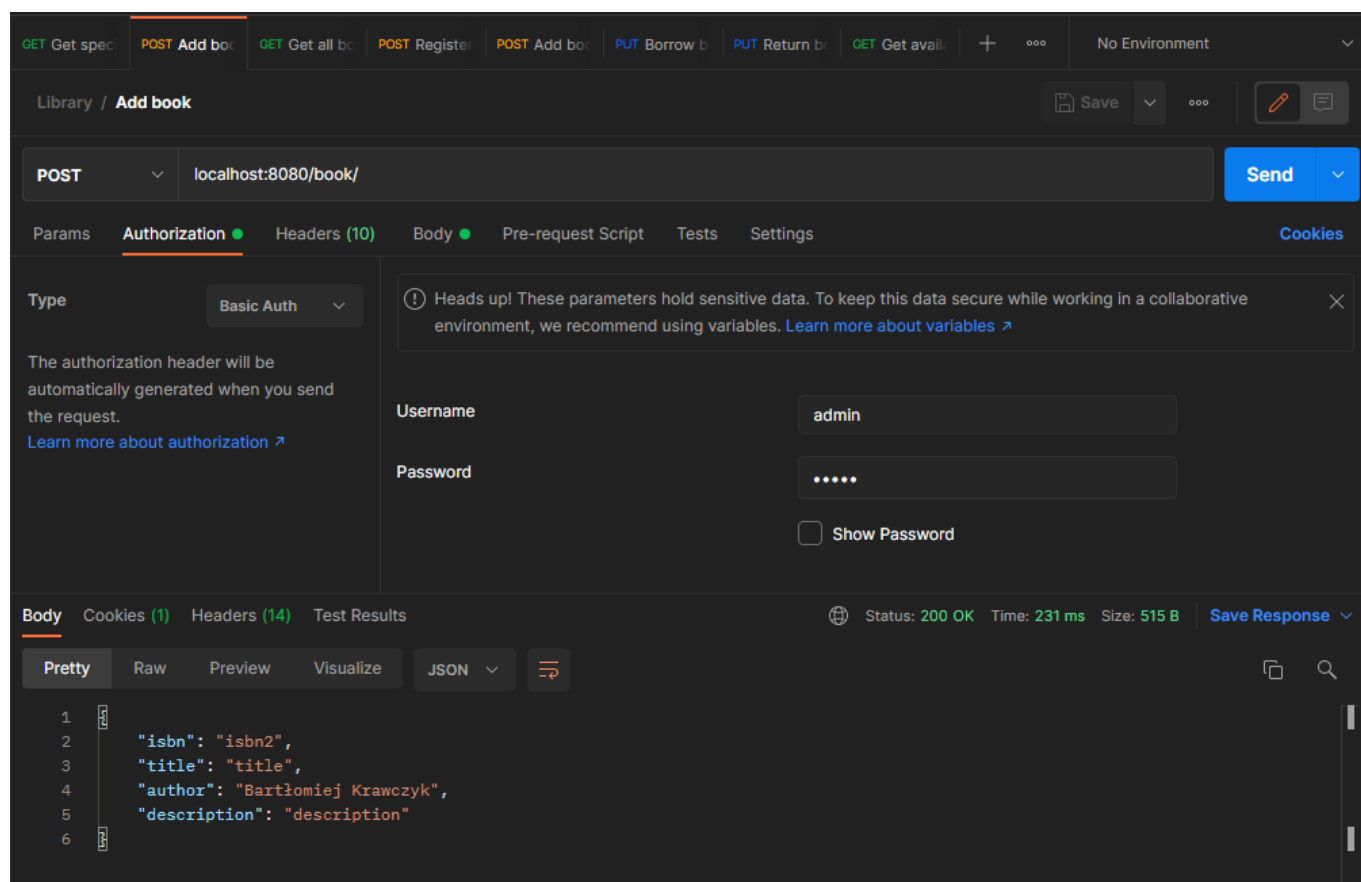 GET Get spec POST Add boo GET Get all bo POST Register POST Add boo PUT Borrow b PUT Return b GET Get avail No Environment
Library / Add book Save
POST localhost:8080/book/ Send
Params Authorization Headers (10) Body Pre-request Script Tests Settings Cookies
Type Basic Auth
The authorization header will be
automatically generated when you send
the request.
Learn more about authorization ↗
Heads up! These parameters hold sensitive data. To keep this data secure while working in a collaborative
environment, we recommend using variables. Learn more about variables ↗
Username admin
Password •••••
Show Password
Body Cookies (1) Headers (14) Test Results Status: 200 OK Time: 231 ms Size: 515 B Save Response
Pretty Raw Preview Visualize JSON
1 {
2 "isbn": "isbn2",
3 "title": "title",
4 "author": "Bartłomiej Krawczyk",
5 "description": "description"
6 }